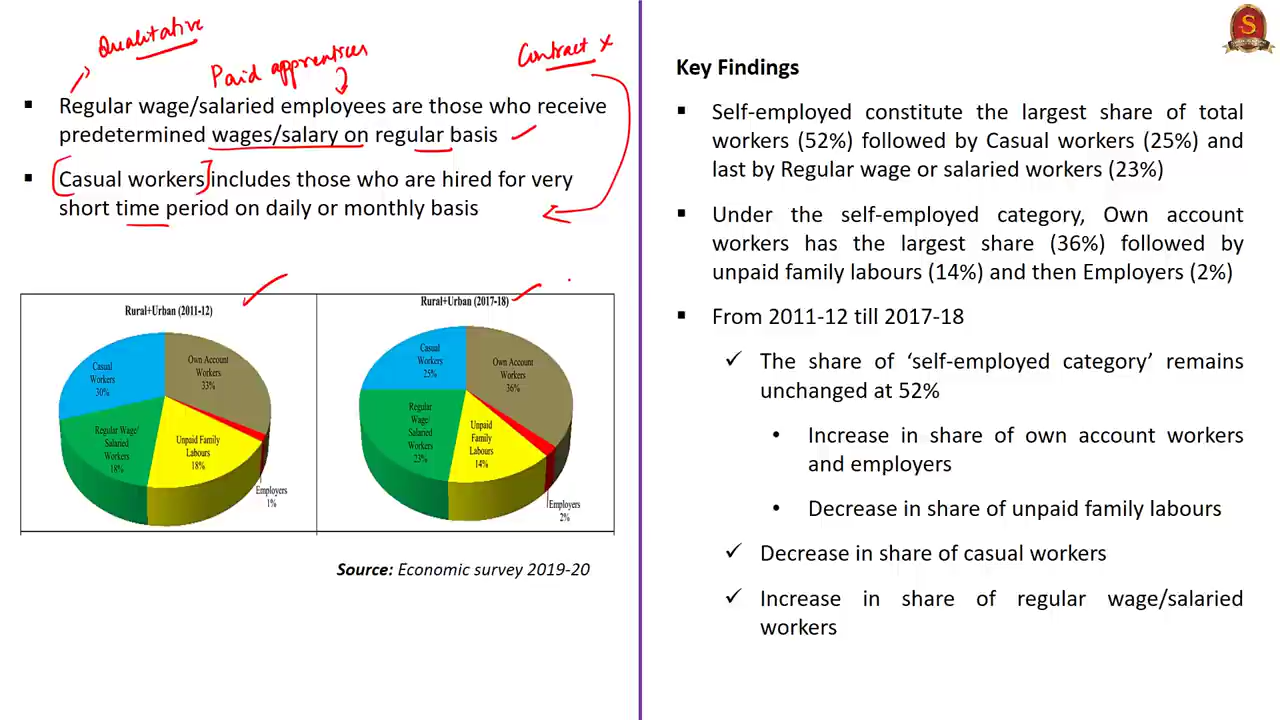 Qualitative
Paid apprentices
Contract x
▪ Regular wage/salaried employees are those who receive
predetermined wages/salary on regular basis
▪ Casual workers includes those who are hired for very
short time period on daily or monthly basis
Rural+Urban (2011-12)
Casual
Workers
30%
Own Account
Workers
33%
Regular Wage/
Salaried
Workers
18%
Unpaid Family
Labours
18%
Employers
1%
Rural+Urban (2017-18)
Casual
Workers
25%
Own Account
Workers
36%
Regular
Wage/
Salaried
Workers
23%
Unpaid
Family
Labours
14%
Employers
2%
Source: Economic survey 2019-20
S
Key Findings
▪ Self-employed constitute the largest share of total
workers (52%) followed by Casual workers (25%) and
last by Regular wage or salaried workers (23%)
▪ Under the self-employed category, Own account
workers has the largest share (36%) followed by
unpaid family labours (14%) and then Employers (2%)
▪ From 2011-12 till 2017-18
✓ The share of ‘self-employed category’ remains
unchanged at 52%
• Increase in share of own account workers
and employers
• Decrease in share of unpaid family labours
✓ Decrease in share of casual workers
✓ Increase in share of regular wage/salaried
workers